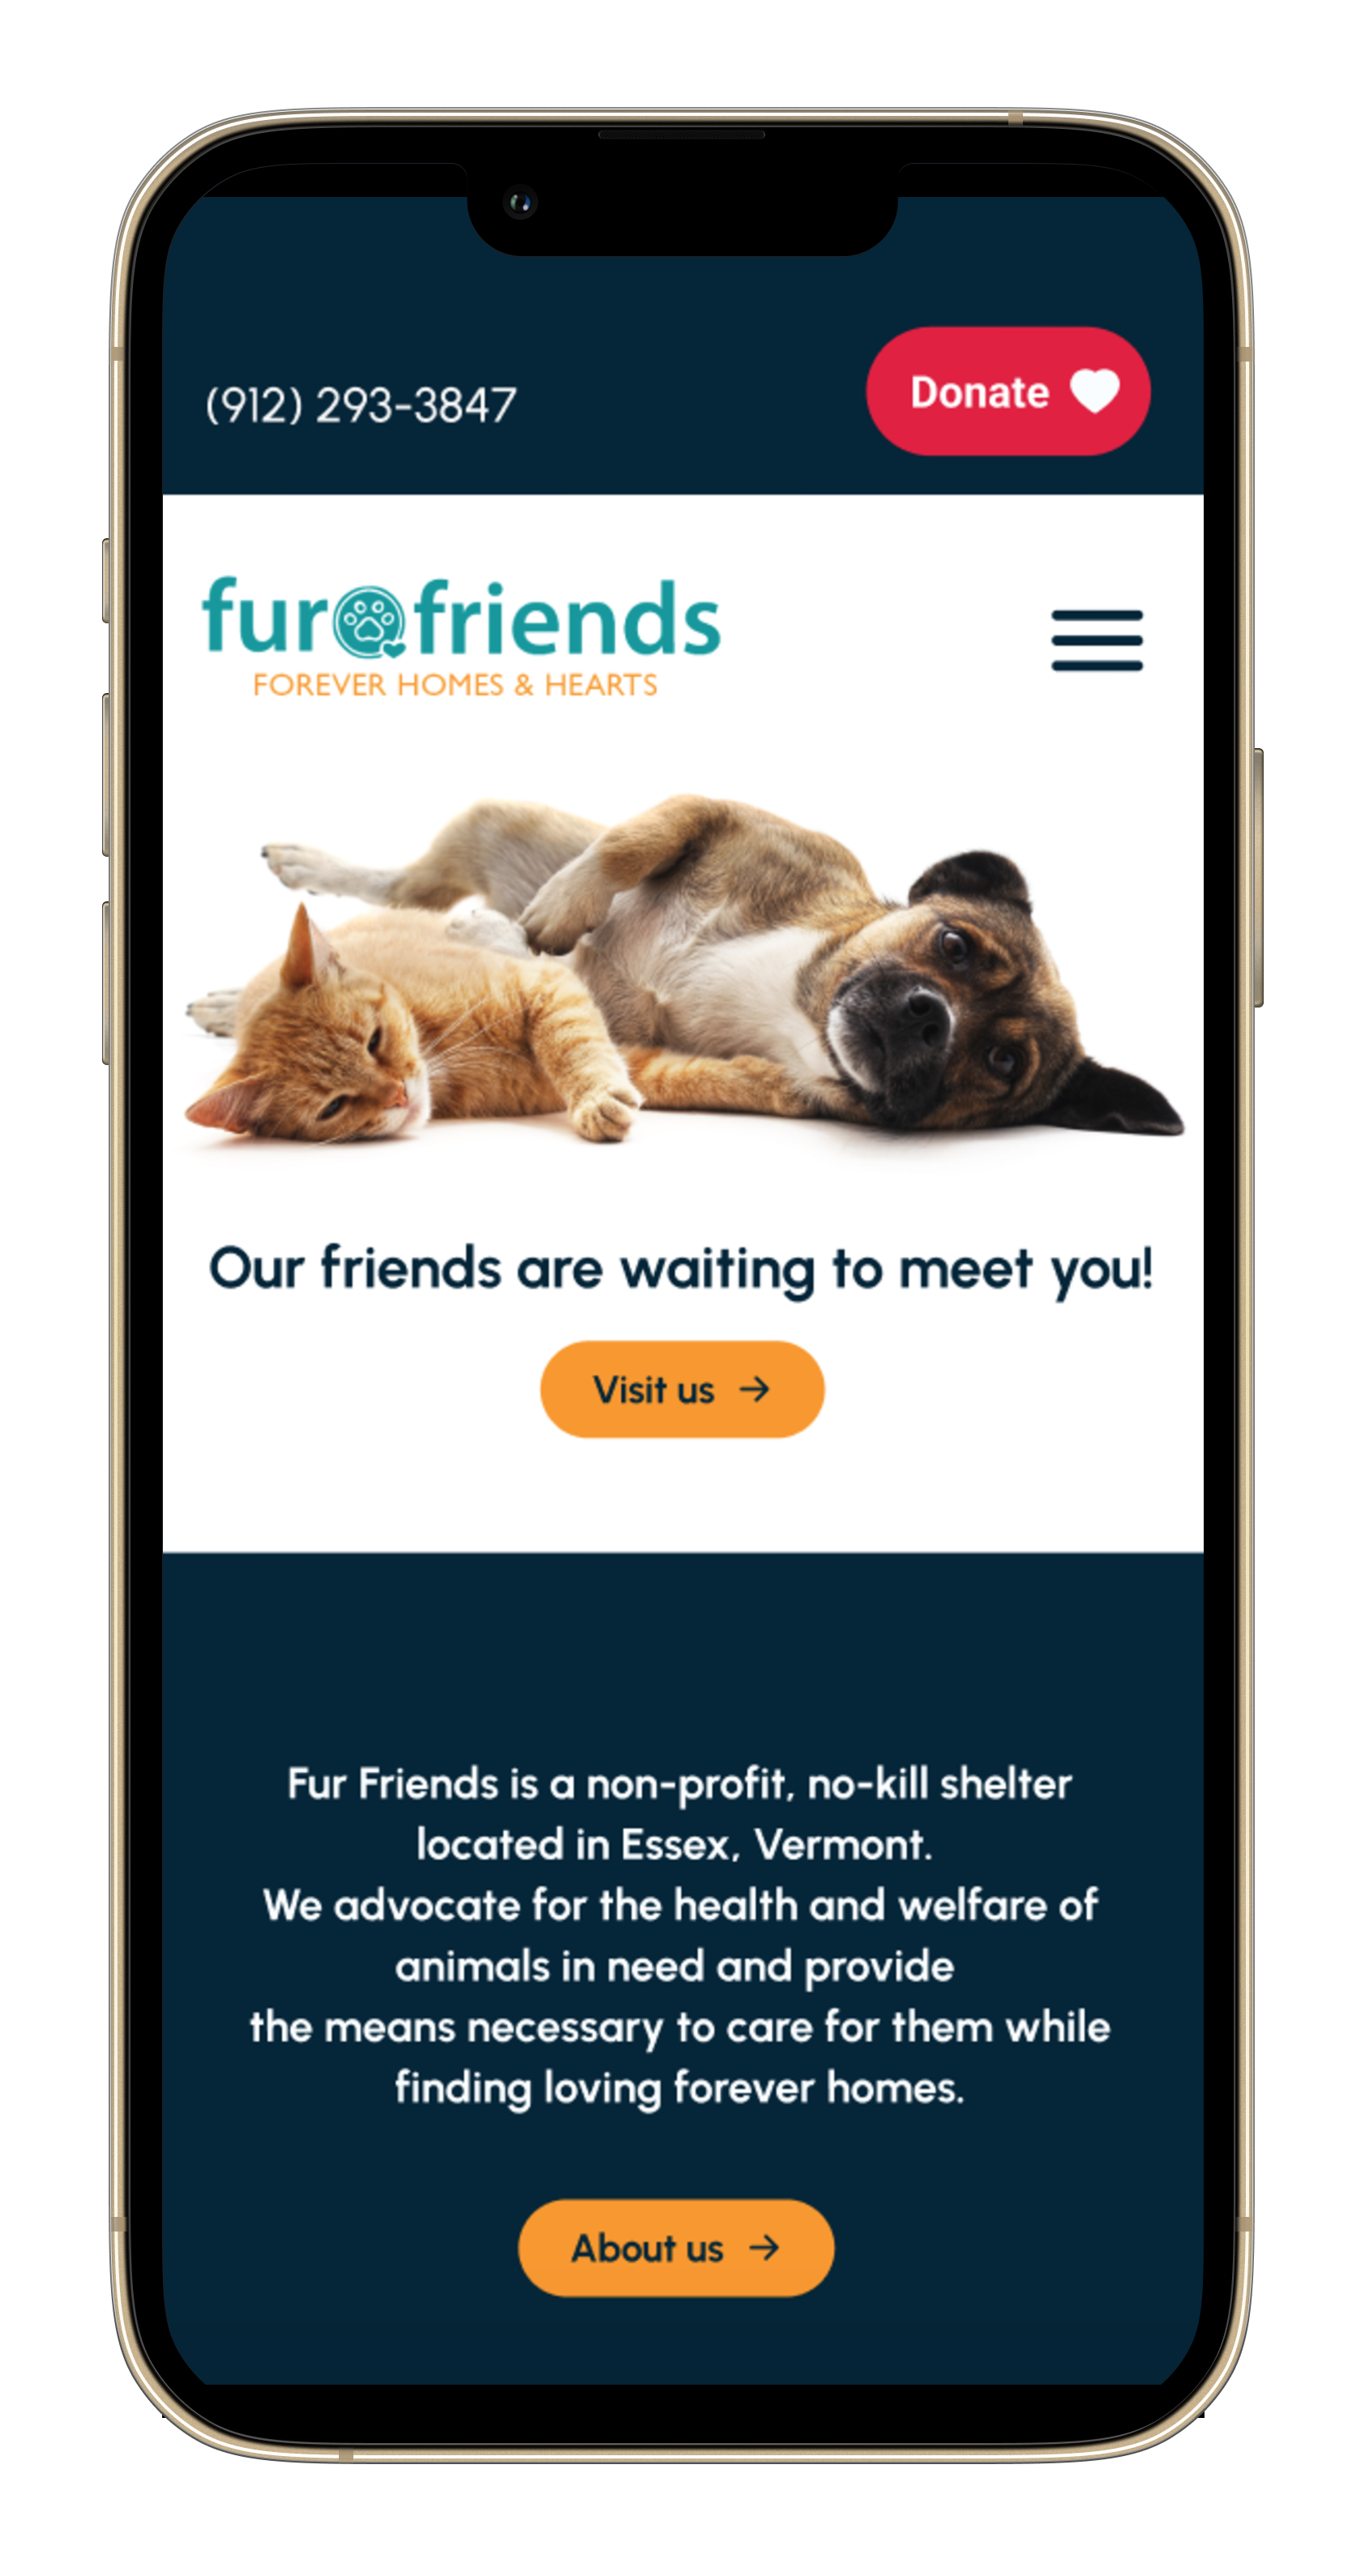 (912) 293-3847
Donate
fur friends
FOREVER HOMES & HEARTS
Our friends are waiting to meet you!
Visit us →
Fur Friends is a non-profit, no-kill shelter
located in Essex, Vermont.
We advocate for the health and welfare of
animals in need and provide
the means necessary to care for them while
finding loving forever homes.
About us →